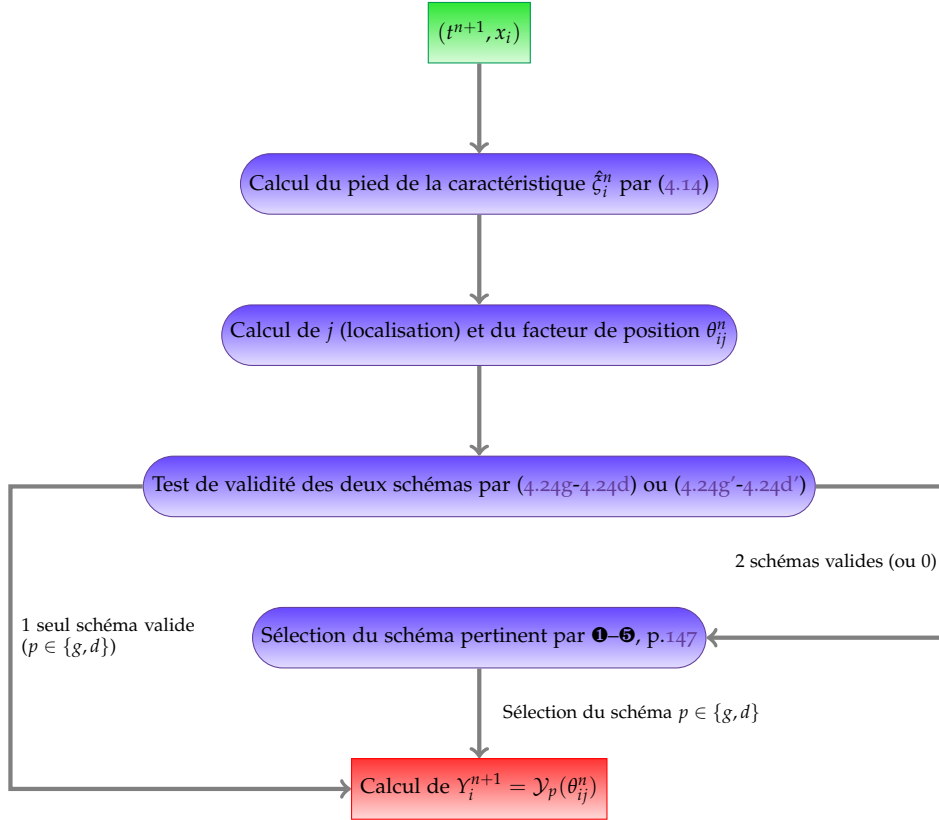 (t^{n+1}, x_i)
Calcul du pied de la caractéristique \hat{ξ}_i^n par (4.14)
Calcul de j (localisation) et du facteur de position θ_{ij}^n
Test de validité des deux schémas par (4.24g-4.24d) ou (4.24g’-4.24d’)
2 schémas valides (ou 0)
1 seul schéma valide
(p ∈ {g, d})
Sélection du schéma pertinent par ❶–❺, p.147
Sélection du schéma p ∈ {g, d}
Calcul de Y_i^{n+1} = 𝒴_p(θ_{ij}^n)